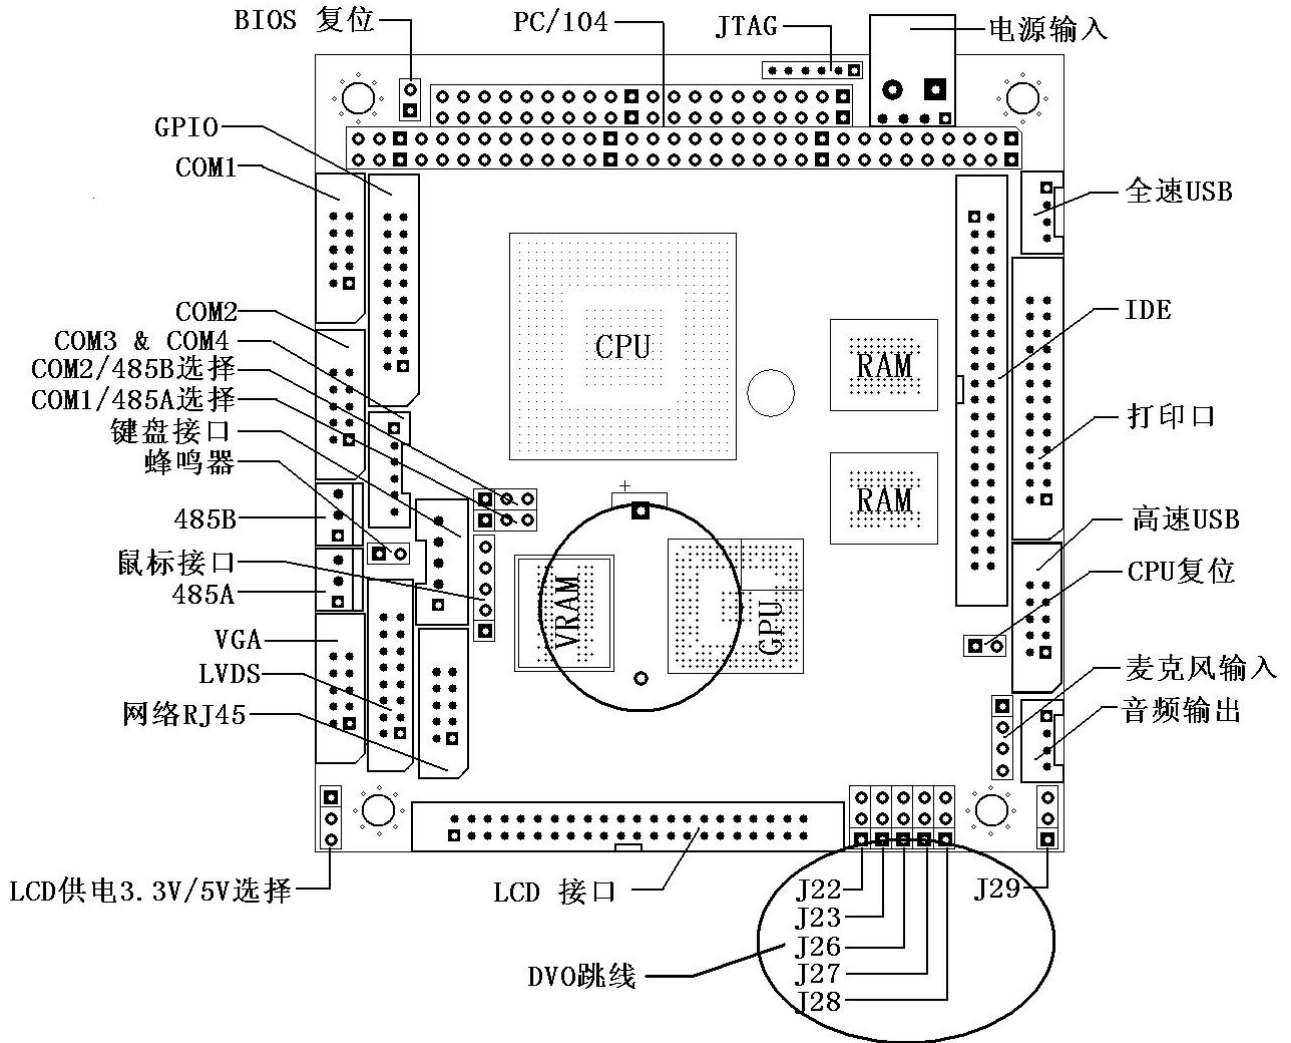 BIOS 复位
PC/104
JTAG
电源输入
GPIO
COM1
全速USB
COM2
IDE
COM3 & COM4
COM2/485B选择
COM1/485A选择
CPU
RAM
打印口
键盘接口
蜂鸣器
RAM
485B
高速USB
鼠标接口
CPU复位
485A
+
VRAM
GPU
VGA
LVDS
麦克风输入
网络RJ45
音频输出
LCD供电3.3V/5V选择
LCD 接口
J22
J29
J23
J26
DVO跳线
J27
J28